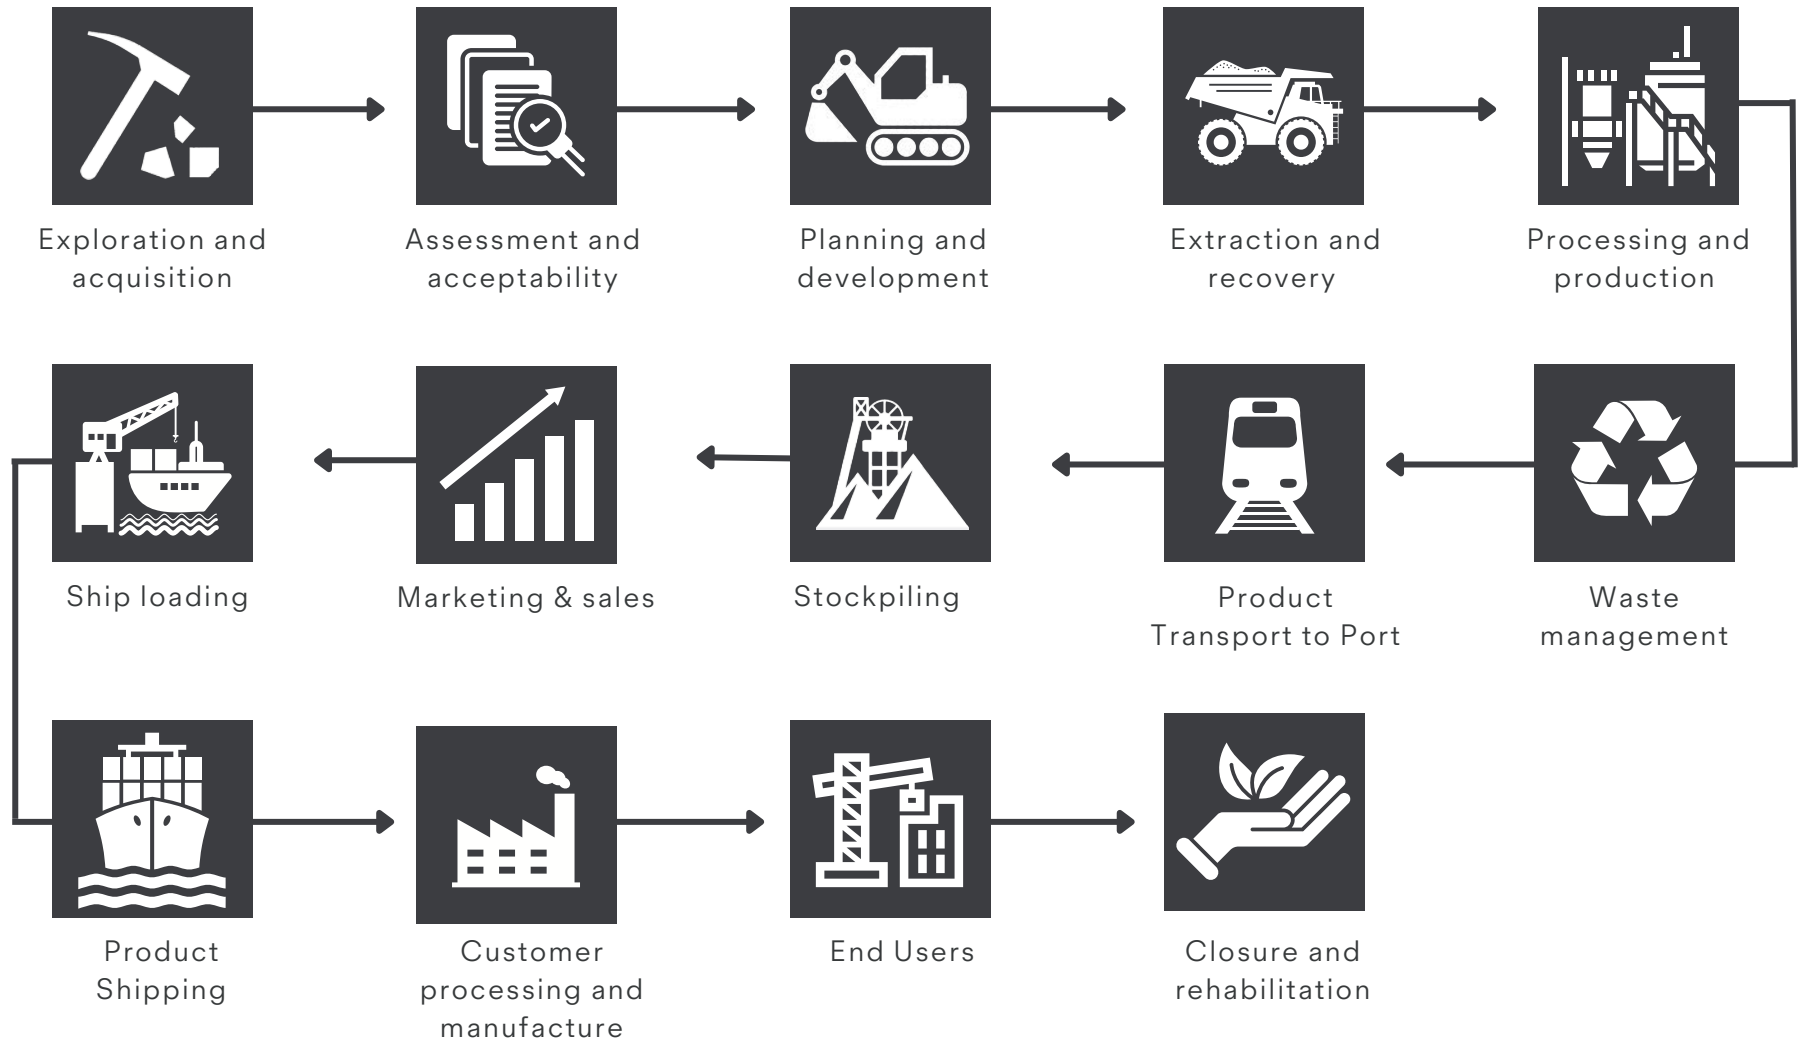 Exploration and
acquisition
Assessment and
acceptability
Planning and
development
Extraction and
recovery
Processing and
production
Waste
management
Product
Transport to Port
Stockpiling
Marketing & sales
Ship loading
Product
Shipping
Customer
processing and
manufacture
End Users
Closure and
rehabilitation